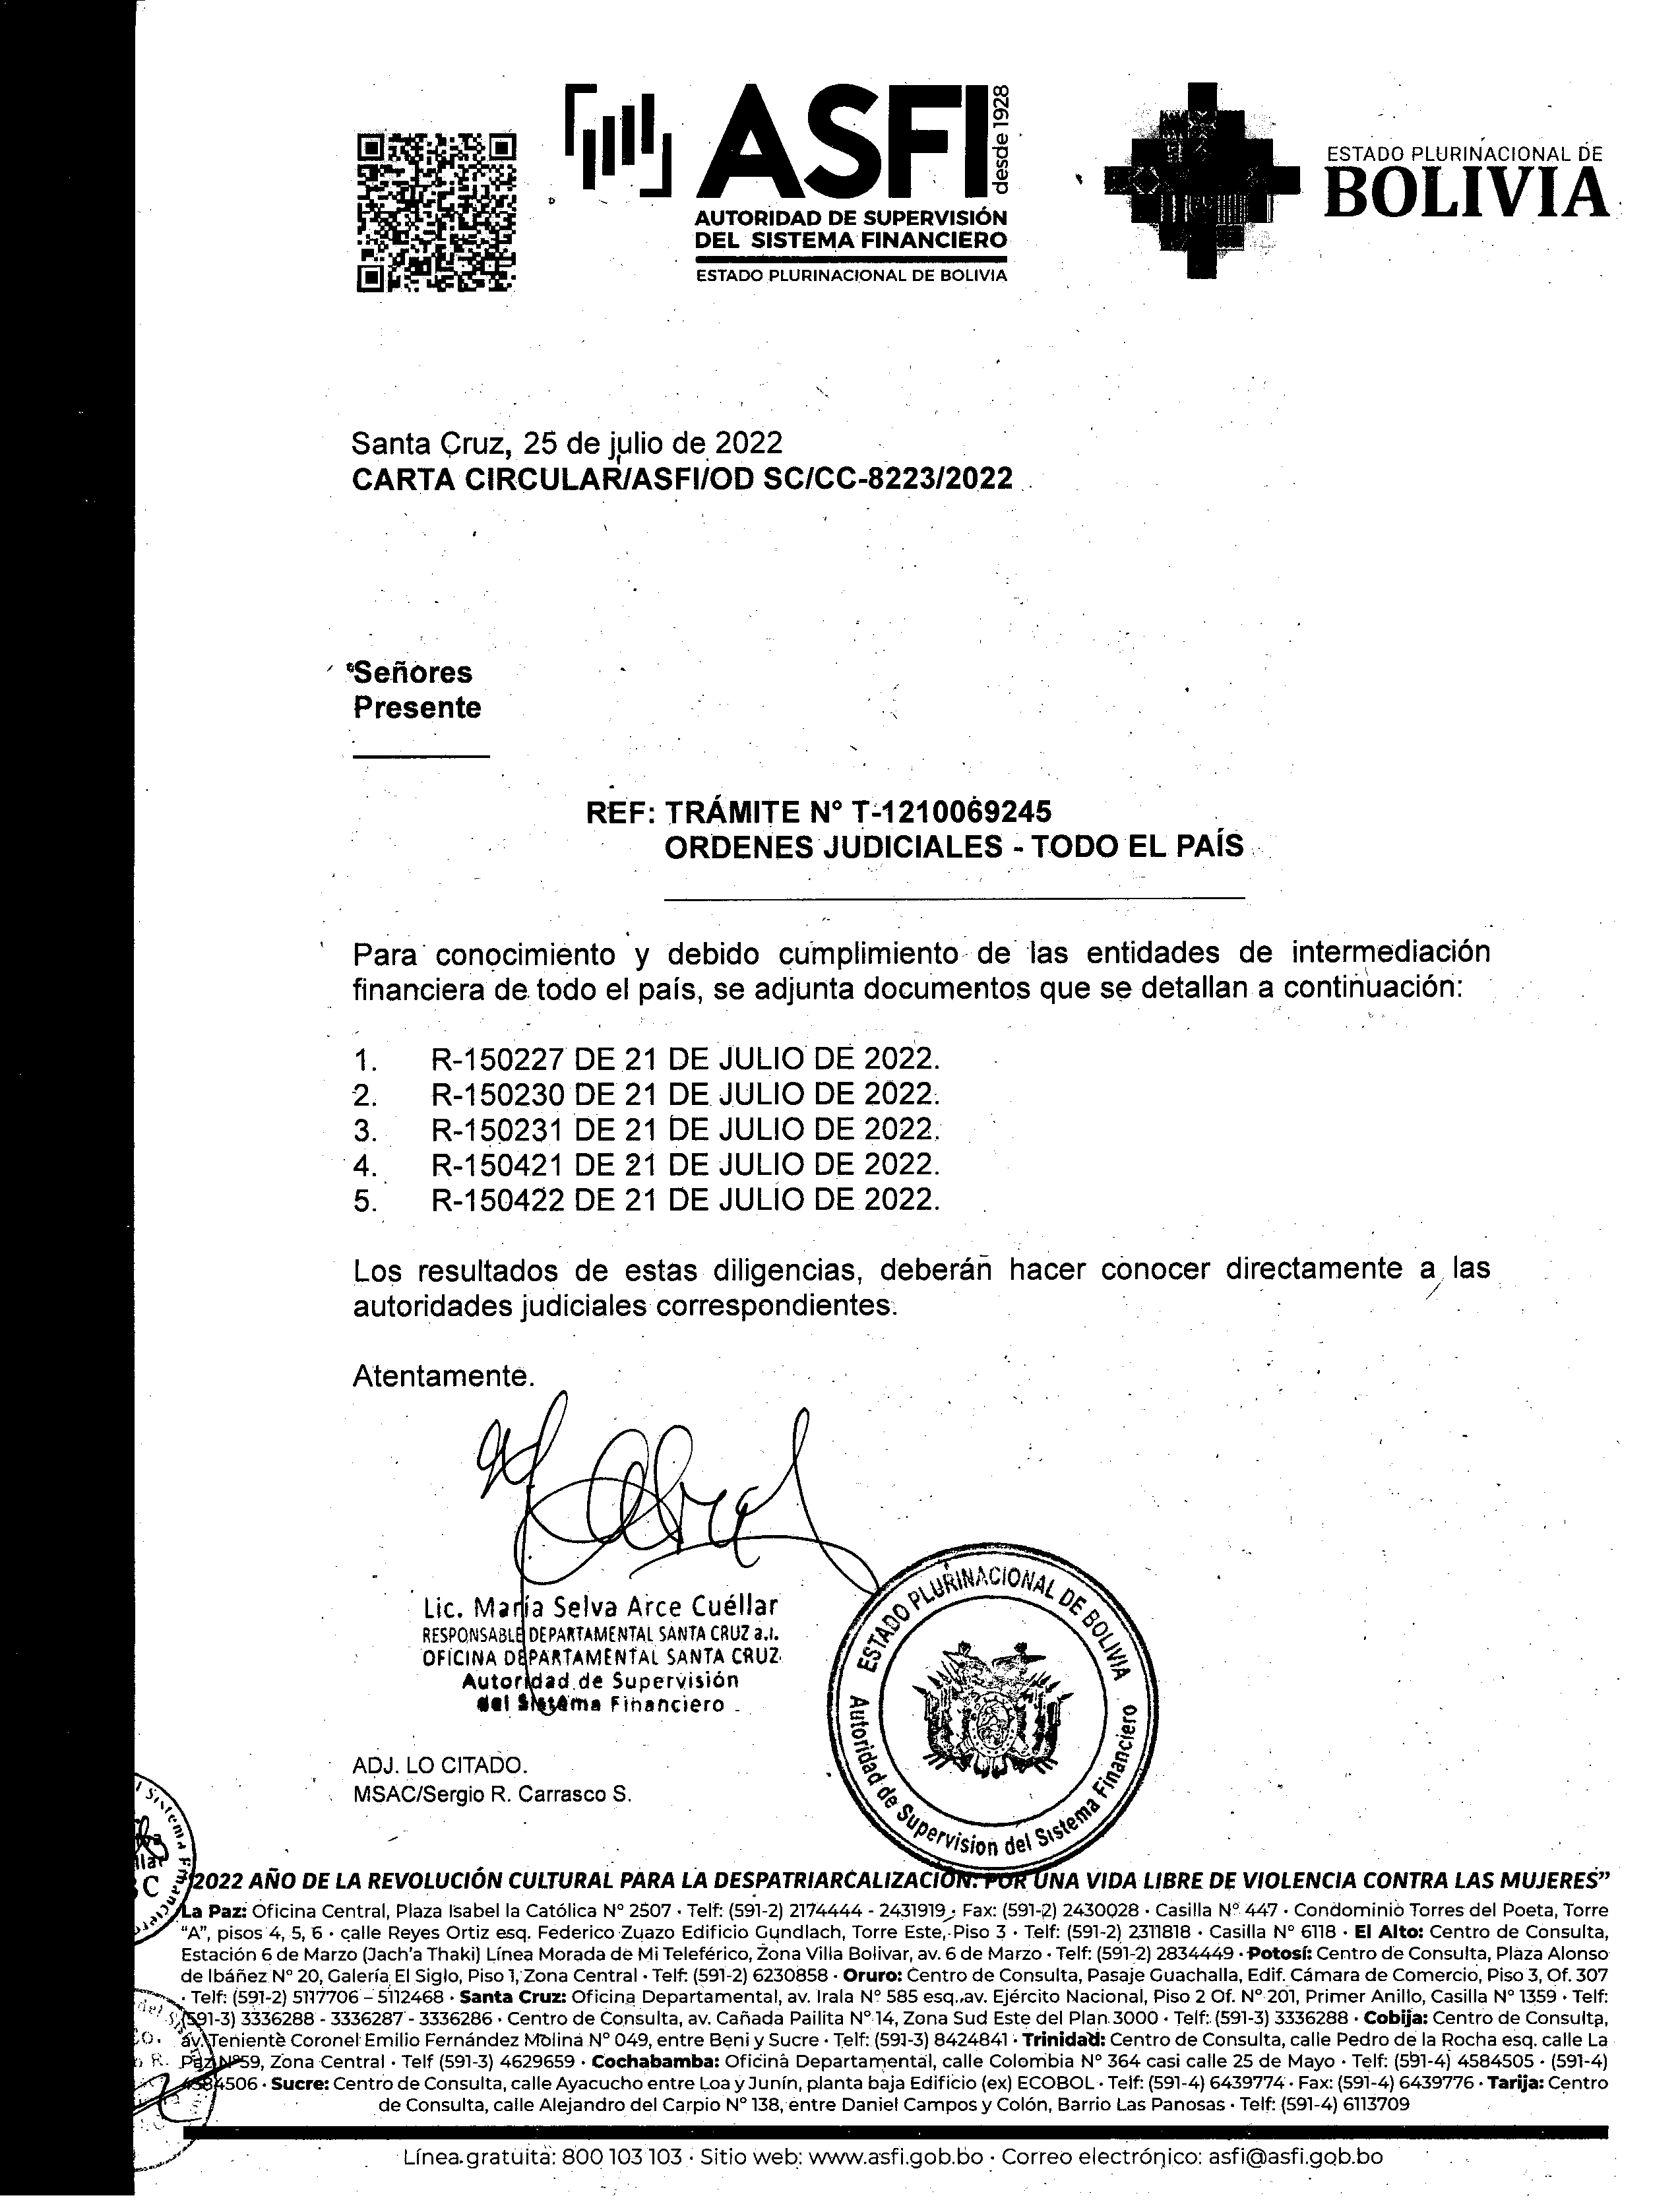 ASFI
desde 1928
AUTORIDAD DE SUPERVISIÓN
DEL SISTEMA FINANCIERO
ESTADO PLURINACIONAL DE BOLIVIA
ESTADO PLURINACIONAL DE
BOLIVIA
Santa Cruz, 25 de julio de 2022
CARTA CIRCULAR/ASFI/OD SC/CC-8223/2022
Señores
Presente
REF: TRÁMITE N° T-1210069245
ORDENES JUDICIALES - TODO EL PAÍS
Para conocimiento y debido cumplimiento de las entidades de intermediación
financiera de todo el país, se adjunta documentos que se detallan a continuación:
1. R-150227 DE 21 DE JULIO DE 2022.
2. R-150230 DE 21 DE JULIO DE 2022.
3. R-150231 DE 21 DE JULIO DE 2022.
4. R-150421 DE 21 DE JULIO DE 2022.
5. R-150422 DE 21 DE JULIO DE 2022.
Los resultados de estas diligencias, deberán hacer conocer directamente a las
autoridades judiciales correspondientes.
Atentamente.
Lic. María Selva Arce Cuéllar
RESPONSABLE DEPARTAMENTAL SANTA CRUZ a.i.
OFICINA DEPARTAMENTAL SANTA CRUZ
Autoridad de Supervisión
del Sistema Financiero
ESTADO PLURINACIONAL DE BOLIVIA
Autoridad de Supervision del Sistema Financiero
ADJ. LO CITADO.
MSAC/Sergio R. Carrasco S.
2022 AÑO DE LA REVOLUCIÓN CULTURAL PARA LA DESPATRIARCALIZACIÓN: POR UNA VIDA LIBRE DE VIOLENCIA CONTRA LAS MUJERES”
La Paz: Oficina Central, Plaza Isabel la Católica N° 2507 · Telf: (591-2) 2174444 - 2431919 · Fax: (591-2) 2430028 · Casilla N° 447 · Condominio Torres del Poeta, Torre
“A”, pisos 4, 5, 6 · calle Reyes Ortiz esq. Federico Zuazo Edificio Gundlach, Torre Este, Piso 3 · Telf: (591-2) 2311818 · Casilla N° 6118 · El Alto: Centro de Consulta,
Estación 6 de Marzo (Jach'a Thaki) Línea Morada de Mi Teleférico, Zona Villa Bolivar, av. 6 de Marzo · Telf: (591-2) 2834449 · Potosí: Centro de Consulta, Plaza Alonso
de Ibáñez N° 20, Galería El Siglo, Piso 1, Zona Central · Telf: (591-2) 6230858 · Oruro: Centro de Consulta, Pasaje Guachalla, Edif. Cámara de Comercio, Piso 3, Of. 307
· Telf: (591-2) 5117706 – 5112468 · Santa Cruz: Oficina Departamental, av. Irala N° 585 esq. av. Ejército Nacional, Piso 2 Of. N° 201, Primer Anillo, Casilla N° 1359 · Telf:
(591-3) 3336288 - 3336287 - 3336286 · Centro de Consulta, av. Cañada Pailita N° 14, Zona Sud Este del Plan 3000 · Telf: (591-3) 3336288 · Cobija: Centro de Consulta,
av. Teniente Coronel Emilio Fernández Molina N° 049, entre Beni y Sucre · Telf: (591-3) 8424841 · Trinidad: Centro de Consulta, calle Pedro de la Rocha esq. calle La
Paz N°59, Zona Central · Telf (591-3) 4629659 · Cochabamba: Oficina Departamental, calle Colombia N° 364 casi calle 25 de Mayo · Telf: (591-4) 4584505 · (591-4)
4584506 · Sucre: Centro de Consulta, calle Ayacucho entre Loa y Junín, planta baja Edificio (ex) ECOBOL · Telf: (591-4) 6439774 · Fax: (591-4) 6439776 · Tarija: Centro
de Consulta, calle Alejandro del Carpio N° 138, entre Daniel Campos y Colón, Barrio Las Panosas · Telf: (591-4) 6113709
Línea gratuita: 800 103 103 · Sitio web: www.asfi.gob.bo · Correo electrónico: asfi@asfi.gob.bo